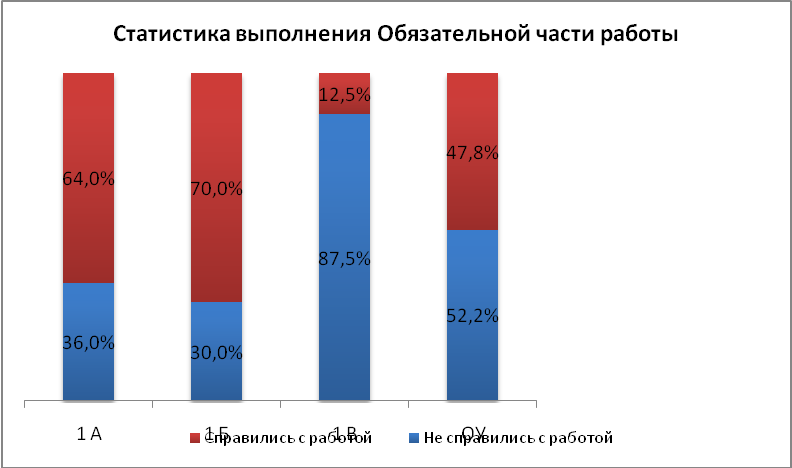 Статистика выполнения Обязательной части работы
64,0%
70,0%
12,5%
47,8%
36,0%
30,0%
87,5%
52,2%
1 А
1 Б
1 В
ОУ
Справились с работой
Не справились с работой